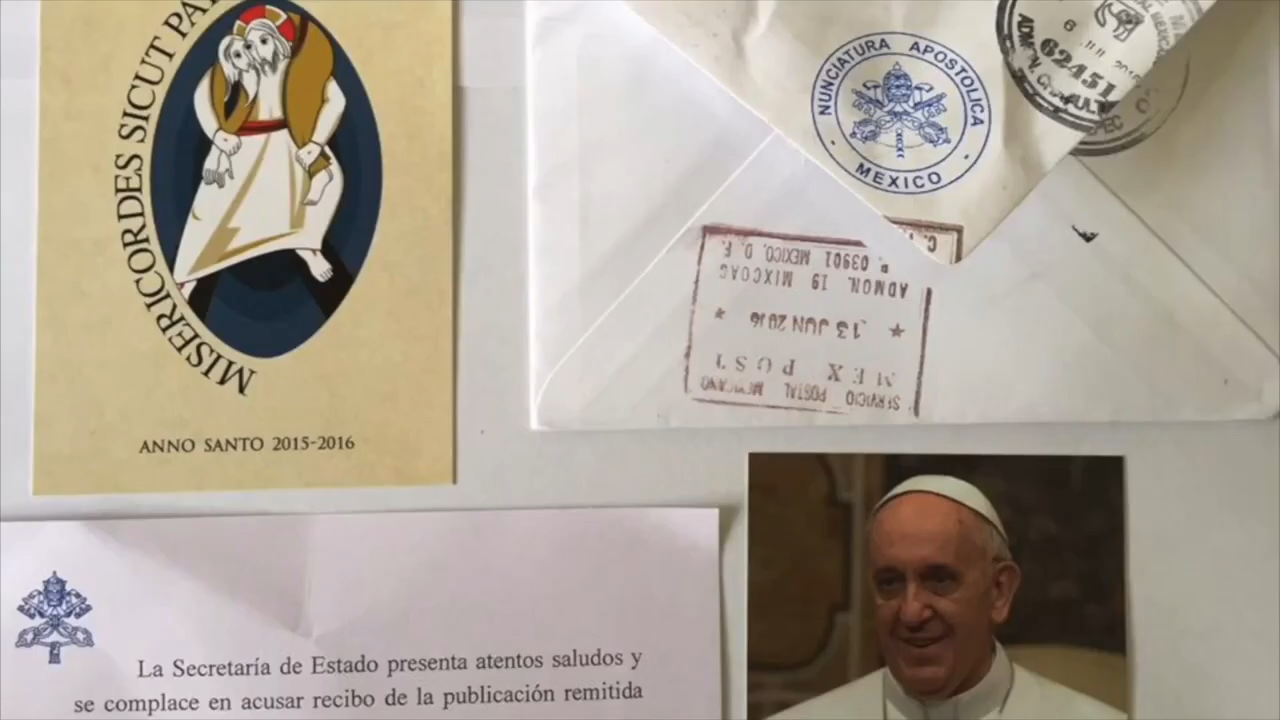 MISERICORDES SICUT PA
ANNO SANTO 2015-2016
NUNCIATURA APOSTOLICA
MEXICO
62451
SERVICIO POSTAL MEXICANO
MEX POST
13 JUN 2016
ADMON. 19 MIXCOAC
P. 03901 MEXICO, D. F.
La Secretaría de Estado presenta atentos saludos y
se complace en acusar recibo de la publicación remitida